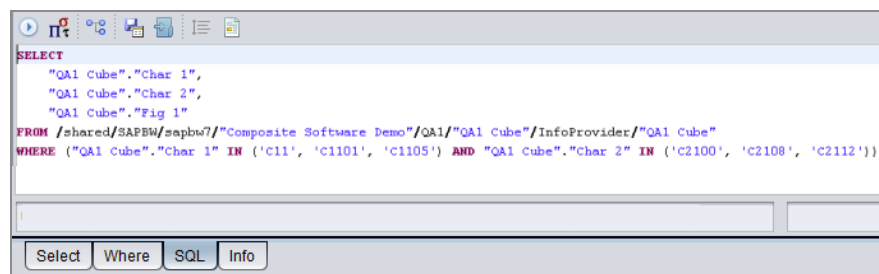 SELECT
"QA1 Cube"."Char 1",
"QA1 Cube"."Char 2",
"QA1 Cube"."Fig 1"
FROM /shared/SAPBW/sapbw7/"Composite Software Demo"/QA1/"QA1 Cube"/InfoProvider/"QA1 Cube"
WHERE ("QA1 Cube"."Char 1" IN ('C11', 'C1101', 'C1105') AND "QA1 Cube"."Char 2" IN ('C2100', 'C2108', 'C2112'))
Select Where SQL Info